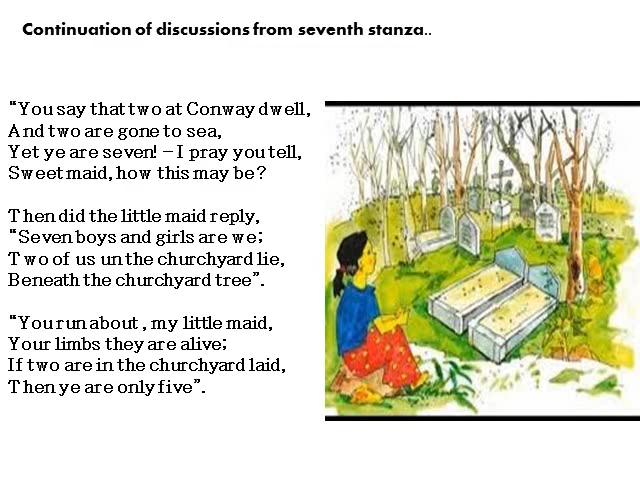 Continuation of discussions from seventh stanza..
“You say that two at Conway dwell,
And two are gone to sea,
Yet ye are seven! – I pray you tell,
Sweet maid, how this may be?
Then did the little maid reply,
“Seven boys and girls are we;
Two of us un the churchyard lie,
Beneath the churchyard tree”.
“You run about , my little maid,
Your limbs they are alive;
If two are in the churchyard laid,
Then ye are only five”.